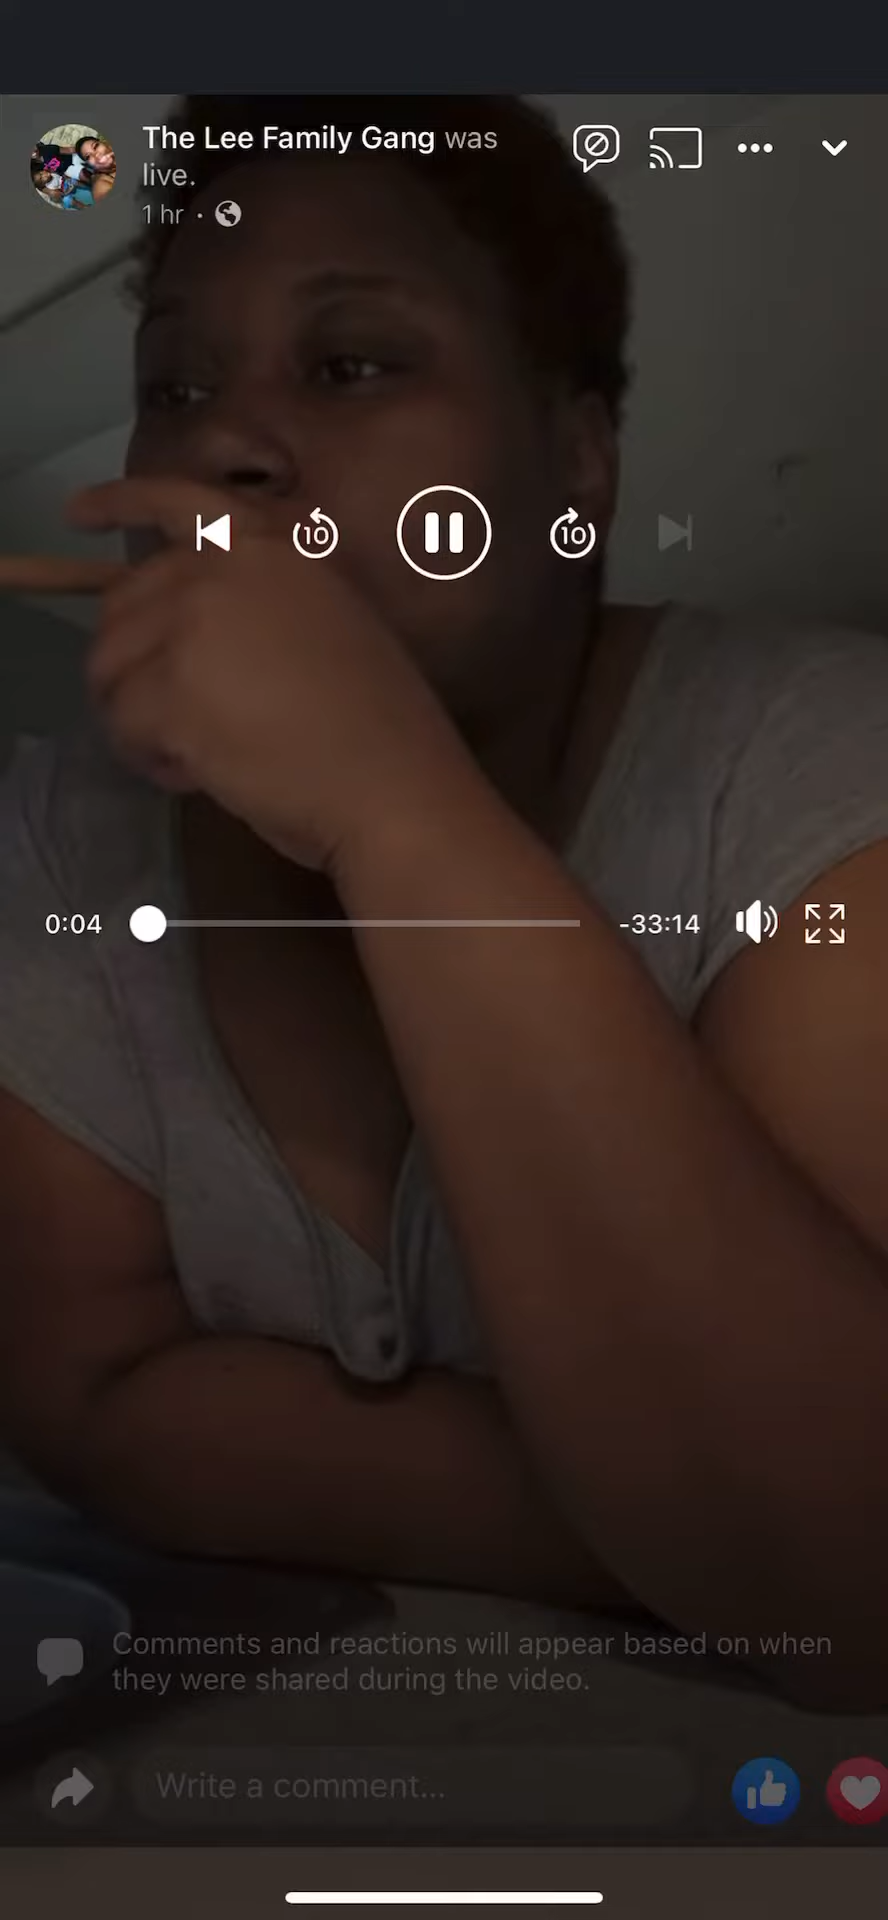 The Lee Family Gang was
live.
1 hr ·
10
10
0:04
-33:14
Comments and reactions will appear based on when
they were shared during the video.
Write a comment...